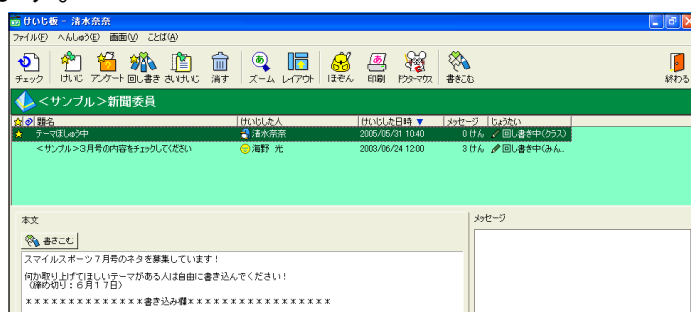 けいじ板 - 清水奈奈
ファイル(F) へんしゅう(E) 画面(V) ことば(A)
チェック けいじ アンケート 回し書き さいけいじ 消す ズーム レイアウト ほぞん 印刷 ドクターマウス 書きこむ 終わる
<サンプル>新聞委員
題名 けいじした人 けいじした日時 ▼ メッセージ じょうたい
テーマぼしゅう中 清水奈奈 2005/05/31 10:40 0 けん 回し書き中(クラス)
<サンプル>3月号の内容をチェックしてください 海野 光 2003/06/24 12:00 3 けん 回し書き中(みん...
本文 メッセージ
書きこむ
スマイルスポーツ7月号のネタを募集しています!
何か取り上げてほしいテーマがある人は自由に書き込んでください!
(締め切り:6月17日)
**************書き込み欄****************